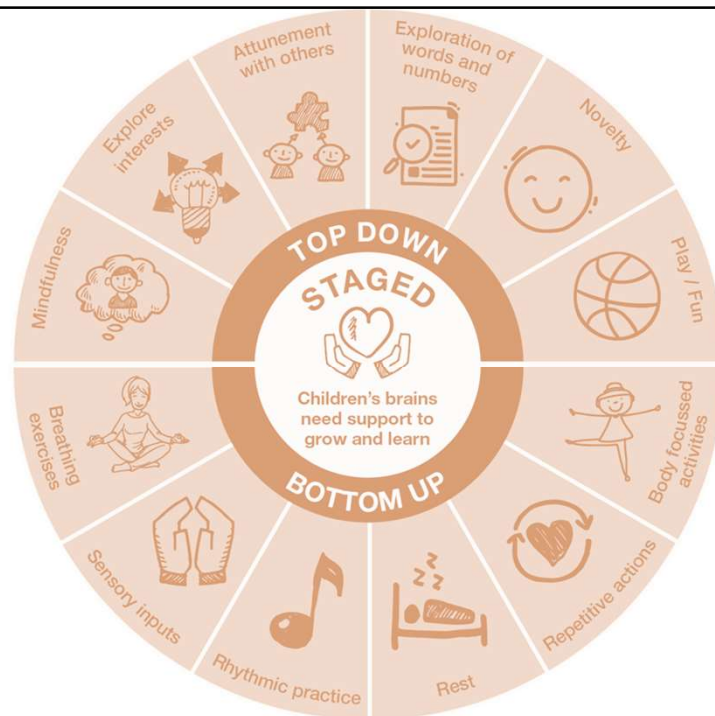 Attunement
with others
Exploration of
words and
numbers
Explore
interests
Novelty
Mindfulness
Play / Fun
TOP DOWN
STAGED
Children's brains
need support to
grow and learn
BOTTOM UP
Breathing
exercises
Body focussed
activities
Sensory inputs
Repetitive actions
Rhythmic practice
Rest